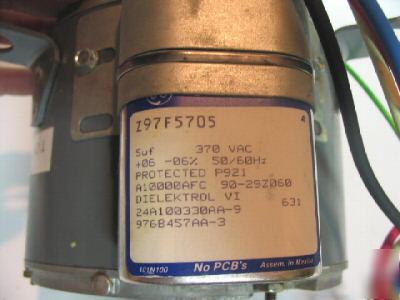 Z97F5705
A
5uf 370 VAC
+06 -06% 50/60Hz
PROTECTED P921
A10000AFC 90-29Z060
DIELEKTROL VI 631
24A100330AA-9
976B457AA-3
No PCB's Assem. in Mexico